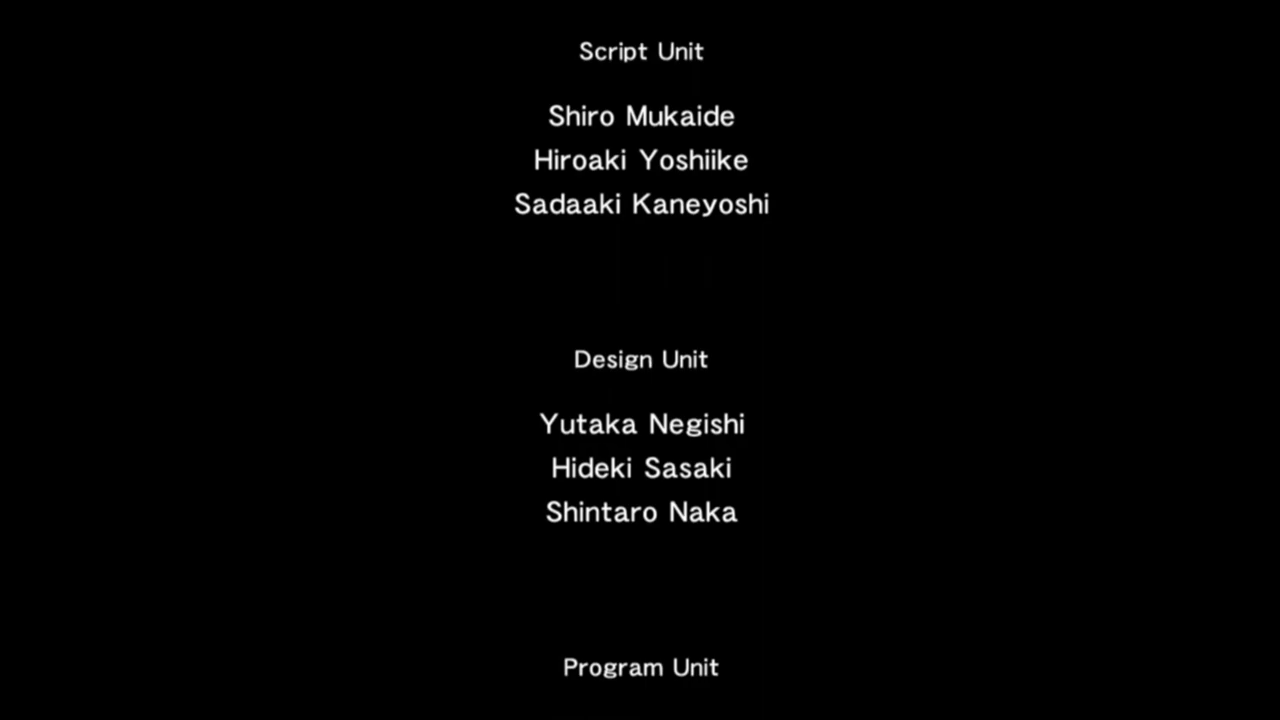 Script Unit
Shiro Mukaide
Hiroaki Yoshiike
Sadaaki Kaneyoshi
Design Unit
Yutaka Negishi
Hideki Sasaki
Shintaro Naka
Program Unit